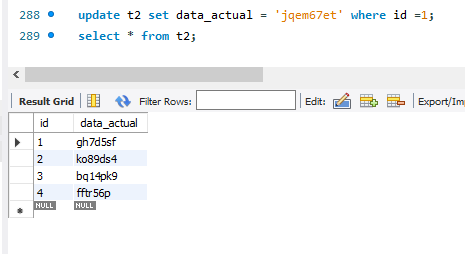 288 update t2 set data_actual = 'jqem67et' where id =1;
289 select * from t2;
Result Grid Filter Rows: Edit: Export/Imp
id data_actual
1 gh7d5sf
2 ko89ds4
3 bq14pk9
4 fftr56p
NULL NULL